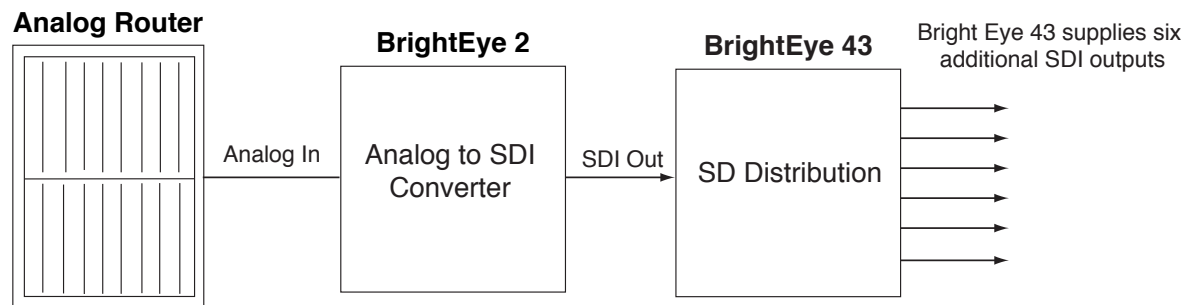 Analog Router
BrightEye 2
BrightEye 43
Bright Eye 43 supplies six
additional SDI outputs
Analog In
Analog to SDI
Converter
SDI Out
SD Distribution